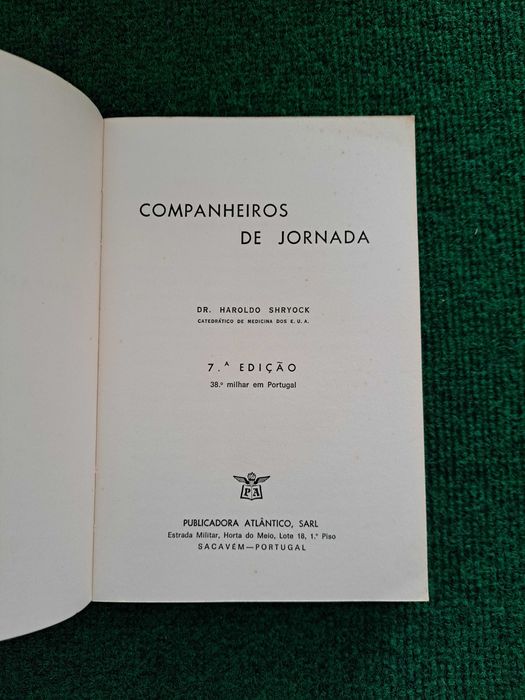 COMPANHEIROS
DE JORNADA
DR. HAROLDO SHRYOCK
CATEDRÁTICO DE MEDICINA DOS E. U. A.
7.ª EDIÇÃO
38.º milhar em Portugal
PA
PUBLICADORA ATLÂNTICO, SARL
Estrada Militar, Horta do Meio, Lote 18, 1.º Piso
SACAVÉM—PORTUGAL